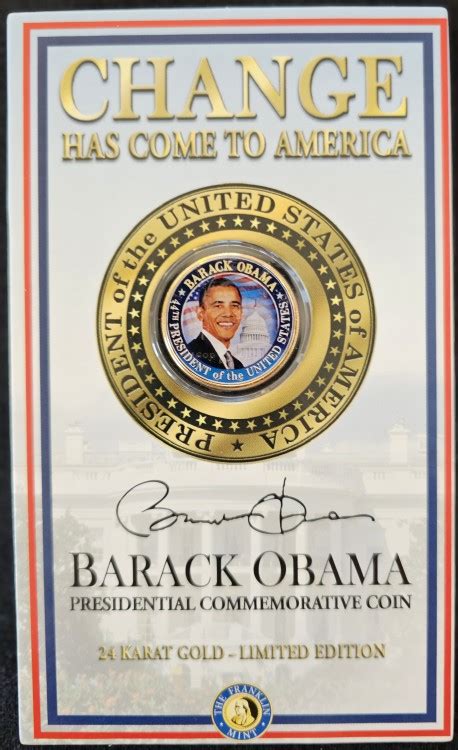 CHANGE
HAS COME TO AMERICA
PRESIDENT of the UNITED STATES of AMERICA
BARACK OBAMA
44TH PRESIDENT of the UNITED STATES
BARACK OBAMA
PRESIDENTIAL COMMEMORATIVE COIN
24 KARAT GOLD - LIMITED EDITION
THE FRANKLIN
MINT